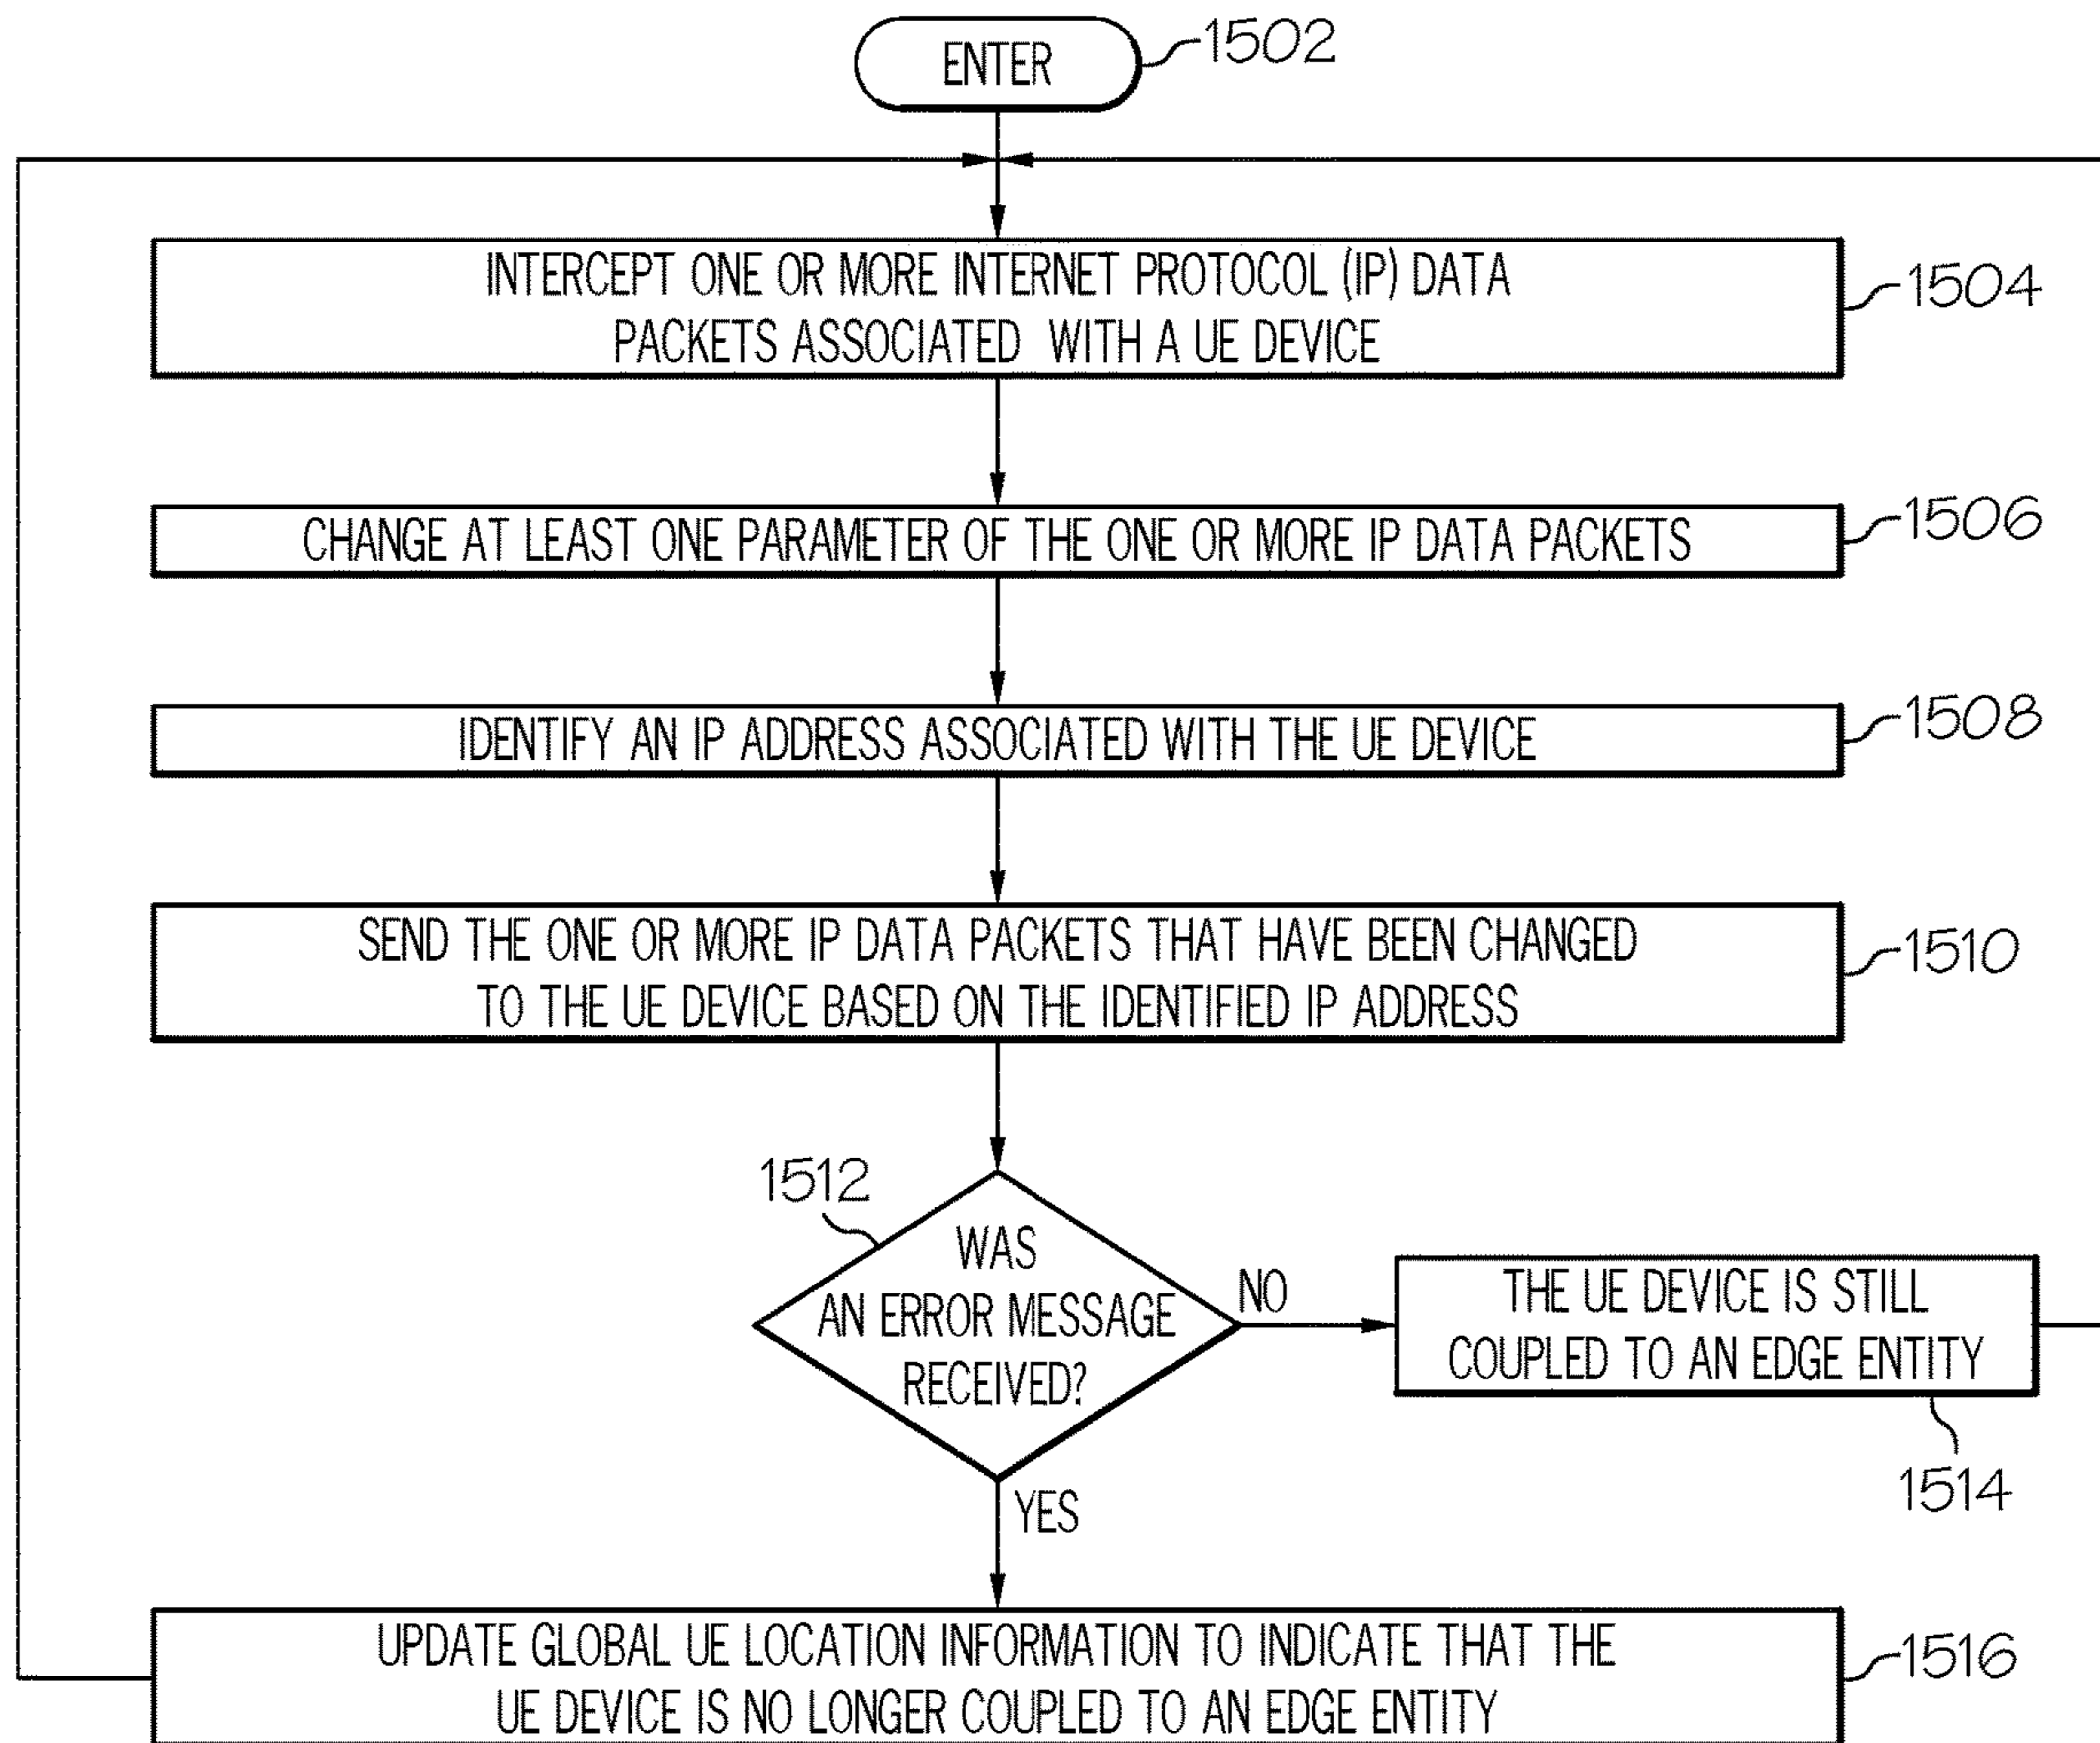 ENTER
1502
INTERCEPT ONE OR MORE INTERNET PROTOCOL (IP) DATA
PACKETS ASSOCIATED WITH A UE DEVICE
1504
CHANGE AT LEAST ONE PARAMETER OF THE ONE OR MORE IP DATA PACKETS
1506
IDENTIFY AN IP ADDRESS ASSOCIATED WITH THE UE DEVICE
1508
SEND THE ONE OR MORE IP DATA PACKETS THAT HAVE BEEN CHANGED
TO THE UE DEVICE BASED ON THE IDENTIFIED IP ADDRESS
1510
1512
WAS
AN ERROR MESSAGE
RECEIVED?
NO
THE UE DEVICE IS STILL
COUPLED TO AN EDGE ENTITY
1514
YES
UPDATE GLOBAL UE LOCATION INFORMATION TO INDICATE THAT THE
UE DEVICE IS NO LONGER COUPLED TO AN EDGE ENTITY
1516